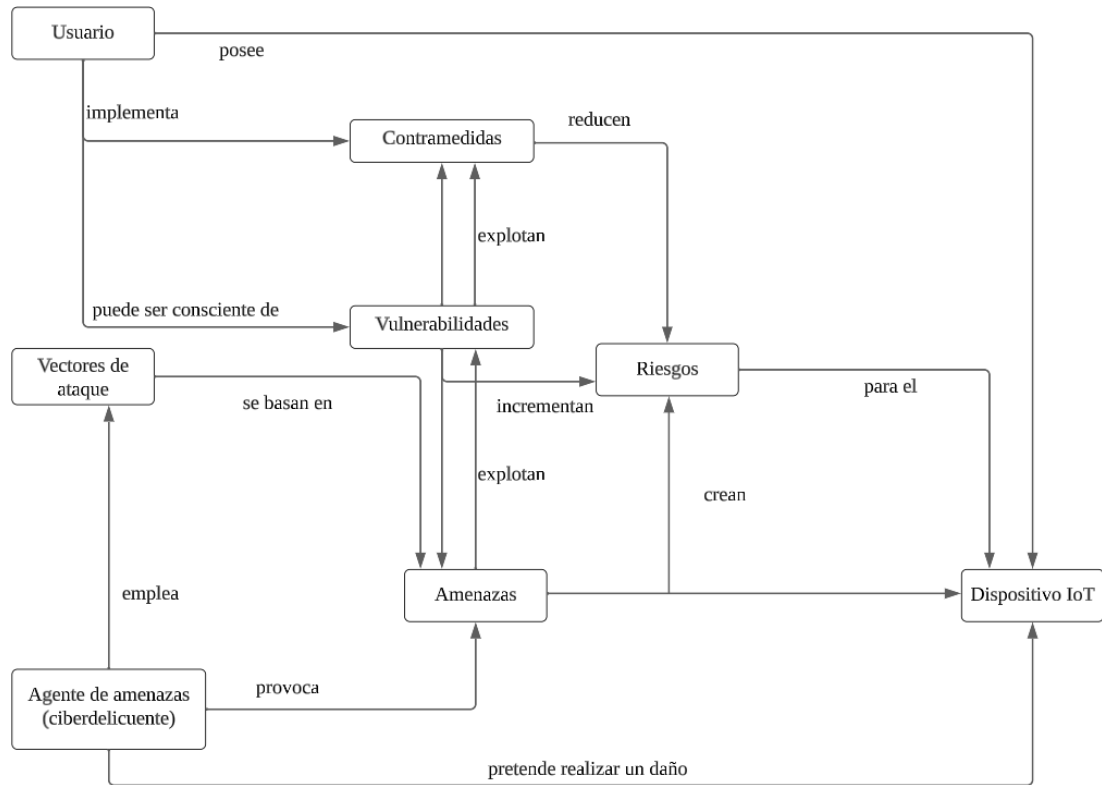 Usuario
posee
implementa
Contramedidas
reducen
explotan
puede ser consciente de
Vulnerabilidades
Vectores de
ataque
Riesgos
se basan en
incrementan
para el
explotan
crean
emplea
Amenazas
Dispositivo IoT
Agente de amenazas
(ciberdelicuente)
provoca
pretende realizar un daño